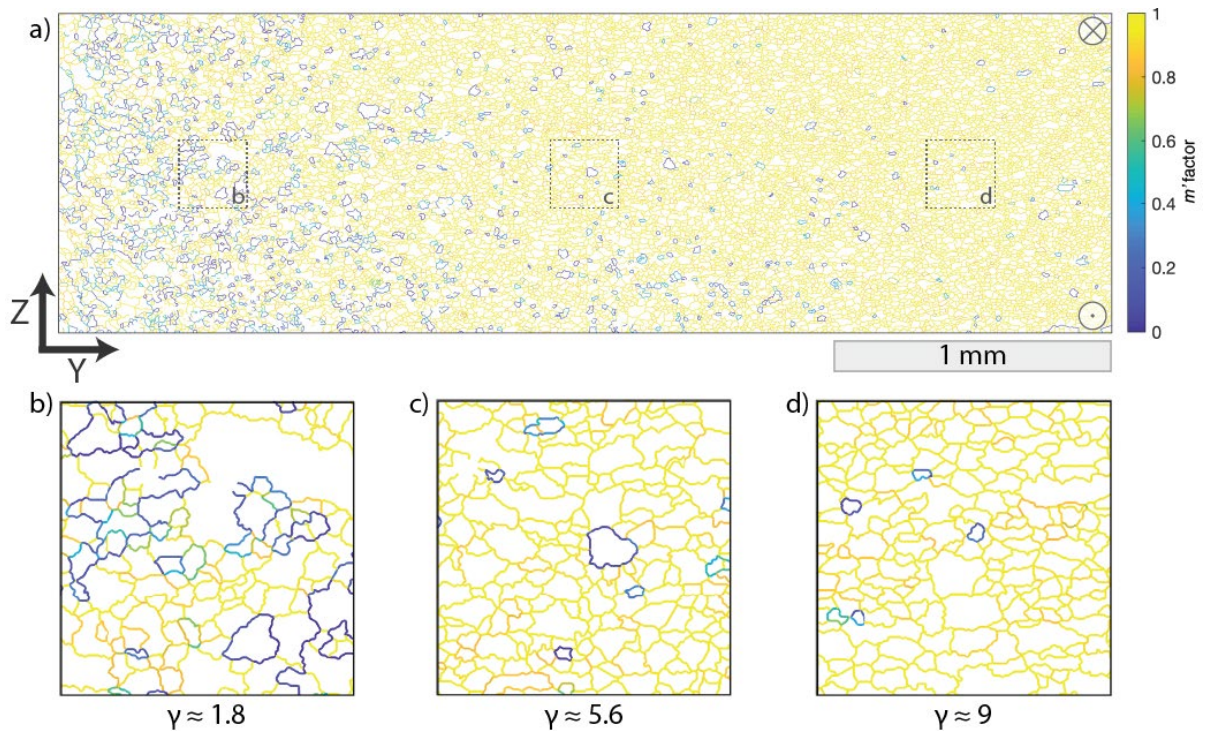 a)
b
c
d
Z
Y
1 mm
1
0.8
0.6
0.4
0.2
0
m' factor
b)
c)
d)
γ ≈ 1.8
γ ≈ 5.6
γ ≈ 9